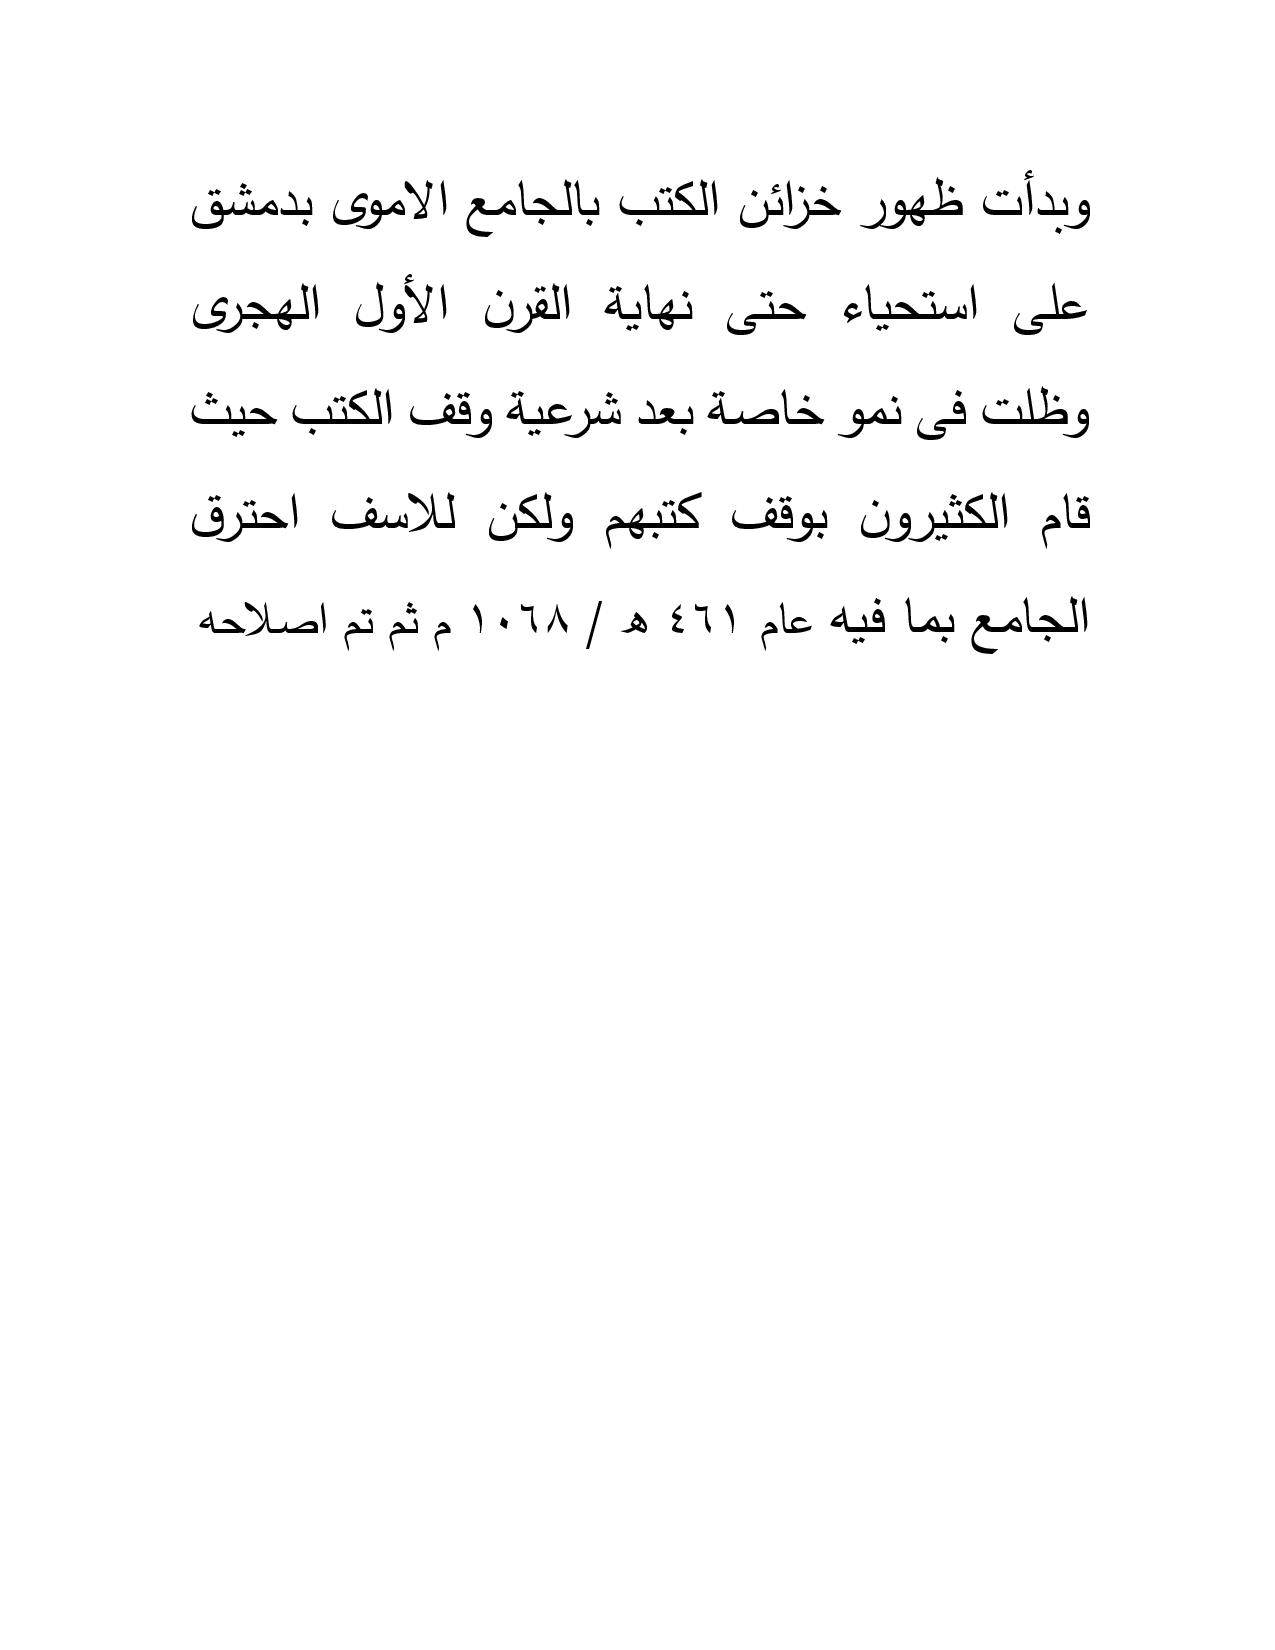 وبدأت ظهور خزائن الكتب بالجامع الاموى بدمشق
على استحياء حتى نهاية القرن الأول الهجرى
وظلت فى نمو خاصة بعد شرعية وقف الكتب حيث
قام الكثيرون بوقف كتبهم ولكن للاسف احترق
الجامع بما فيه عام ٤٦١ ه / ١٠٦٨ م ثم تم اصلاحه